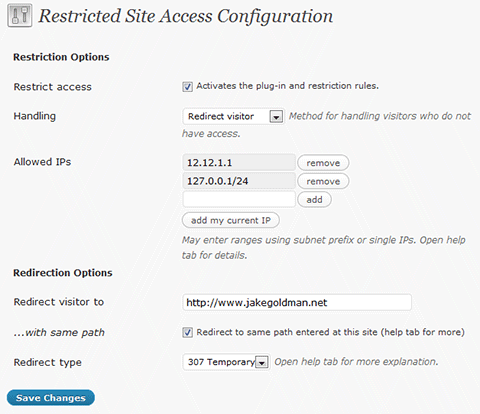 Restricted Site Access Configuration
Restriction Options
Restrict access Activates the plug-in and restriction rules.
Handling Redirect visitor Method for handling visitors who do not
have access.
Allowed IPs 12.12.1.1 remove
127.0.0.1/24 remove
add
add my current IP
May enter ranges using subnet prefix or single IPs. Open help
tab for details.
Redirection Options
Redirect visitor to http://www.jakegoldman.net
...with same path Redirect to same path entered at this site (help tab for more)
Redirect type 307 Temporary Open help tab for more explanation.
Save Changes